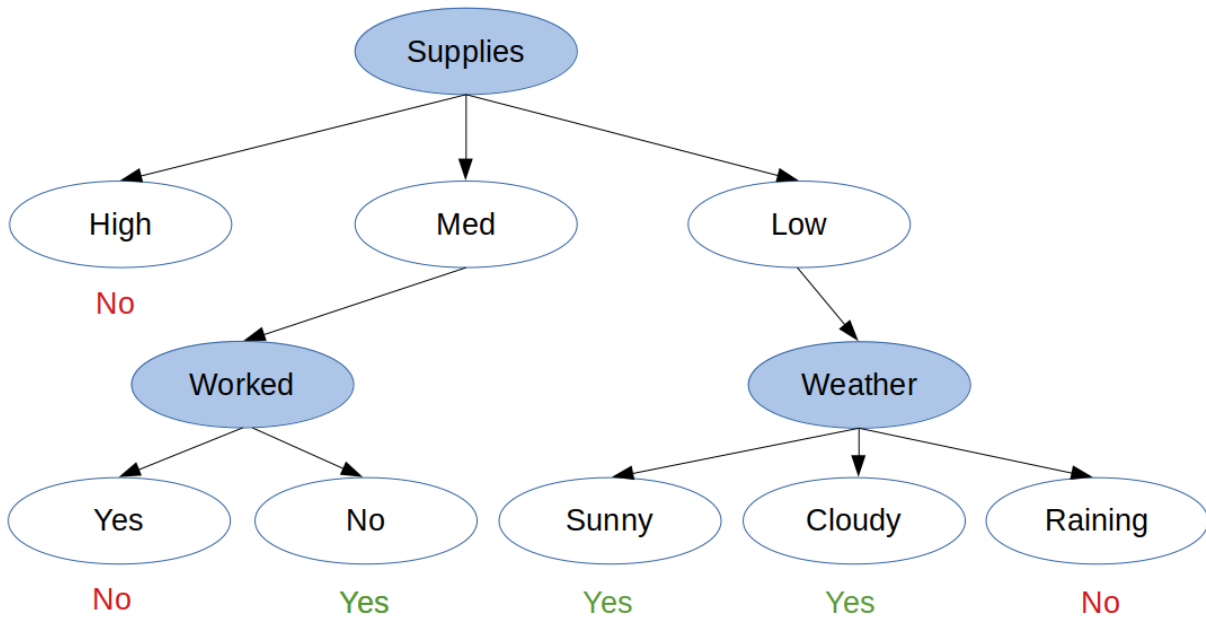 Supplies
High
Med
Low
No
Worked
Weather
Yes
No
Sunny
Cloudy
Raining
No
Yes
Yes
Yes
No